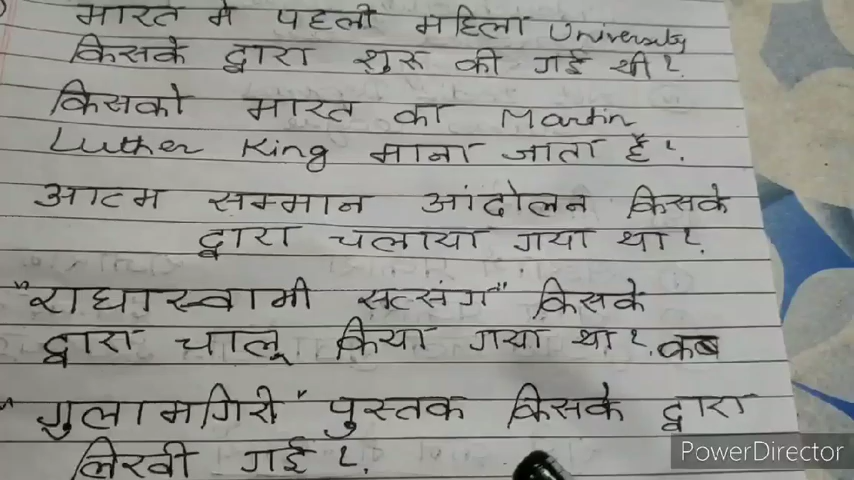 भारत मे पहली महिला University
किसके द्वारा शुरू की गई थी?
किसको भारत का Martin
Luther King माना जाता है?
आत्म सम्मान आंदोलन किसके
द्वारा चलाया गया था?
"राधास्वामी सत्संग" किसके
द्वारा चालू किया गया था? कब
"गुलामगिरी" पुस्तक किसके द्वारा
लिखी गई?
PowerDirector